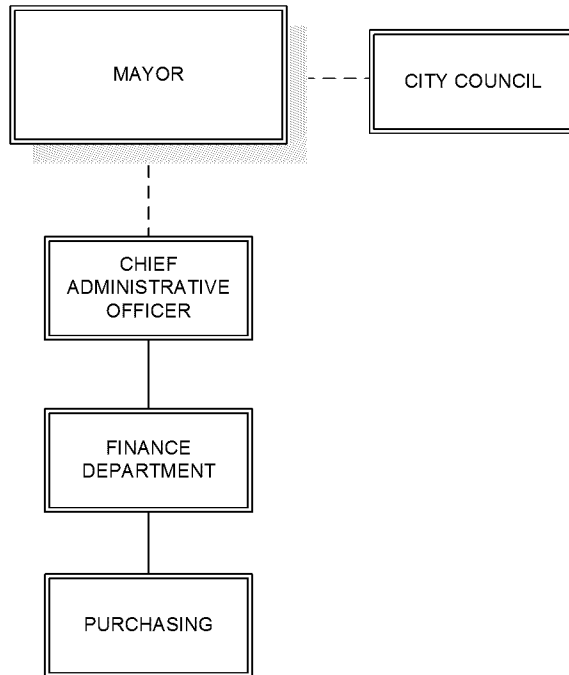 MAYOR
CITY COUNCIL
CHIEF
ADMINISTRATIVE
OFFICER
FINANCE
DEPARTMENT
PURCHASING